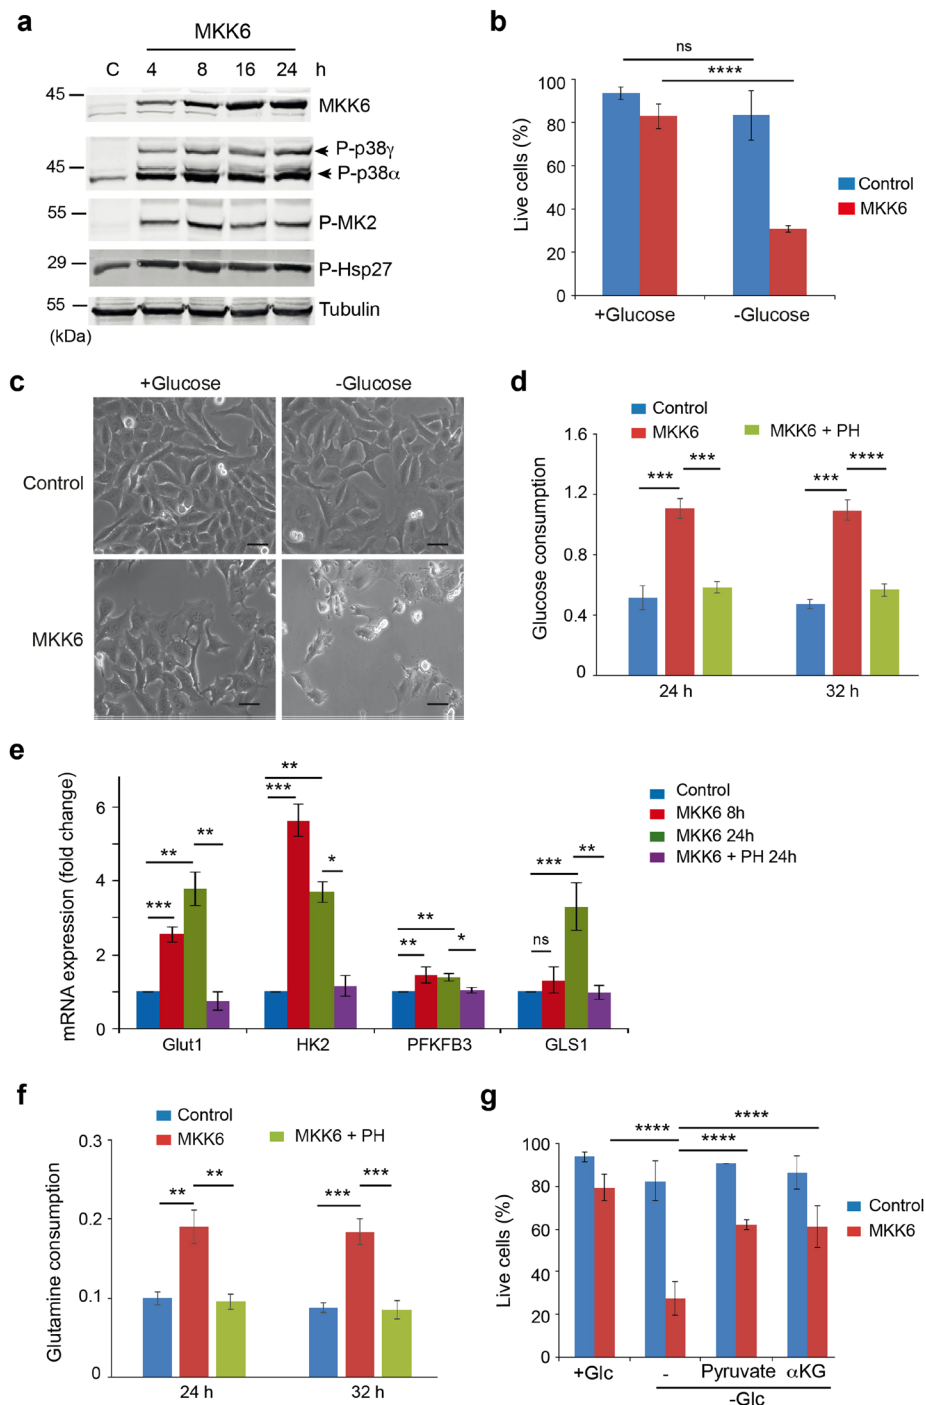 a
MKK6
C 4 8 16 24 h
45
MKK6
P-p38γ
45
P-p38α
55
P-MK2
29
P-Hsp27
55
Tubulin
(kDa)
b
ns
****
100
80
60
40
20
0
Live cells (%)
+Glucose -Glucose
Control
MKK6
c
+Glucose -Glucose
Control
MKK6
d
Control
MKK6
MKK6 + PH
1.6
1.2
0.8
0.4
0
Glucose consumption
*** ***
*** ****
24 h 32 h
e
mRNA expression (fold change)
6
4
2
0
*** ** **
*** ** *
** ** *
ns *** **
Glut1 HK2 PFKFB3 GLS1
Control
MKK6 8h
MKK6 24h
MKK6 + PH 24h
f
Control
MKK6
MKK6 + PH
0.3
0.2
0.1
0
Glutamine consumption
** **
*** ***
24 h 32 h
g
****
**** ****
100
80
60
40
20
0
Live cells (%)
+Glc - Pyruvate αKG
-Glc
Control
MKK6